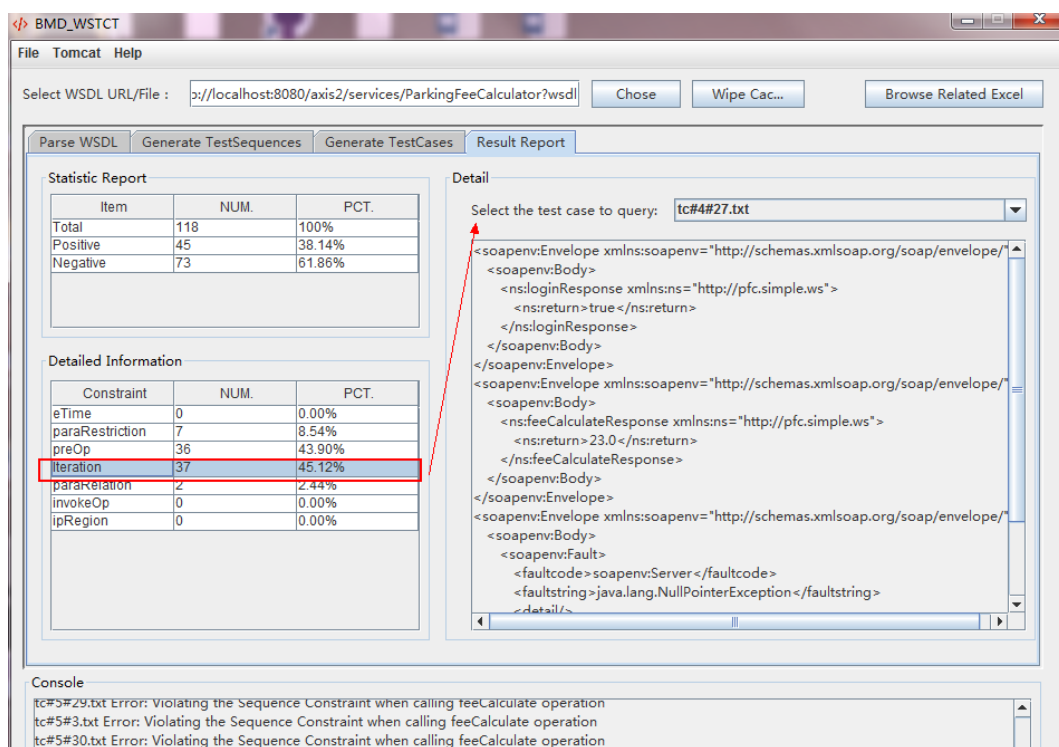 </> BMD_WSTCT
File Tomcat Help
Select WSDL URL/File : ://localhost:8080/axis2/services/ParkingFeeCalculator?wsdl Chose Wipe Cac... Browse Related Excel
Parse WSDL Generate TestSequences Generate TestCases Result Report
Statistic Report
Item NUM. PCT.
Total 118 100%
Positive 45 38.14%
Negative 73 61.86%
Detailed Information
Constraint NUM. PCT.
eTime 0 0.00%
paraRestriction 7 8.54%
preOp 36 43.90%
Iteration 37 45.12%
paraRelation 2 2.44%
invokeOp 0 0.00%
ipRegion 0 0.00%
Detail
Select the test case to query: tc#4#27.txt
<soapenv:Envelope xmlns:soapenv="http://schemas.xmlsoap.org/soap/envelope/"
<soapenv:Body>
<ns:loginResponse xmlns:ns="http://pfc.simple.ws">
<ns:return>true</ns:return>
</ns:loginResponse>
</soapenv:Body>
</soapenv:Envelope>
<soapenv:Envelope xmlns:soapenv="http://schemas.xmlsoap.org/soap/envelope/"
<soapenv:Body>
<ns:feeCalculateResponse xmlns:ns="http://pfc.simple.ws">
<ns:return>23.0</ns:return>
</ns:feeCalculateResponse>
</soapenv:Body>
</soapenv:Envelope>
<soapenv:Envelope xmlns:soapenv="http://schemas.xmlsoap.org/soap/envelope/"
<soapenv:Body>
<soapenv:Fault>
<faultcode>soapenv:Server</faultcode>
<faultstring>java.lang.NullPointerException</faultstring>
<detail/>
Console
tc#5#29.txt Error: Violating the Sequence Constraint when calling feeCalculate operation
tc#5#3.txt Error: Violating the Sequence Constraint when calling feeCalculate operation
tc#5#30.txt Error: Violating the Sequence Constraint when calling feeCalculate operation